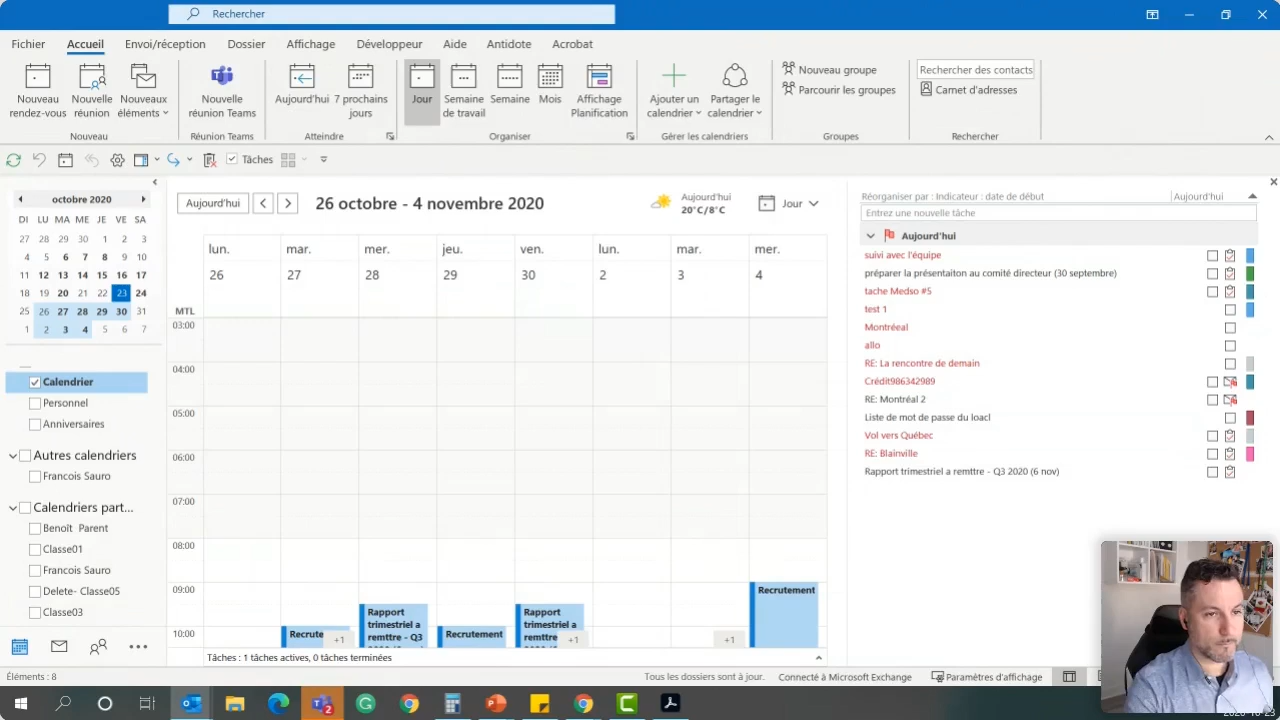 Rechercher
Fichier Accueil Envoi/réception Dossier Affichage Développeur Aide Antidote Acrobat
Nouveau rendez-vous
Nouvelle réunion
Nouveaux éléments
Nouveau
Nouvelle réunion Teams
Réunion Teams
Aujourd'hui
7 prochains jours
Atteindre
Jour
Semaine de travail
Semaine
Mois
Affichage Planification
Organiser
Ajouter un calendrier
Partager le calendrier
Gérer les calendriers
Nouveau groupe
Parcourir les groupes
Groupes
Rechercher des contacts
Carnet d'adresses
Rechercher
Tâches
octobre 2020
DI LU MA ME JE VE SA
27 28 29 30 1 2 3
4 5 6 7 8 9 10
11 12 13 14 15 16 17
18 19 20 21 22 23 24
25 26 27 28 29 30 31
1 2 3 4 5 6 7
Calendrier
Personnel
Anniversaires
Autres calendriers
Francois Sauro
Calendriers part...
Benoît Parent
Classe01
Francois Sauro
Delete- Classe05
Classe03
Aujourd'hui
26 octobre - 4 novembre 2020
Aujourd'hui
20°C/8°C
Jour
lun. mar. mer. jeu. ven. lun. mar. mer.
26 27 28 29 30 2 3 4
MTL
03:00
04:00
05:00
06:00
07:00
08:00
09:00
10:00
Recrutement
Rapport trimestriel a remttre - Q3
Rapport trimestriel a remttre
Recrute
+1
Recrutement
+1
+1
Tâches : 1 tâches actives, 0 tâches terminées
Réorganiser par : Indicateur : date de début
Aujourd'hui
Entrez une nouvelle tâche
Aujourd'hui
suivi avec l'équipe
préparer la présentaiton au comité directeur (30 septembre)
tache Medso #5
test 1
Montréeal
allo
RE: La rencontre de demain
Crédit986342989
RE: Montréal 2
Liste de mot de passe du loacl
Vol vers Québec
RE: Blainville
Rapport trimestriel a remttre - Q3 2020 (6 nov)
Éléments : 8
Tous les dossiers sont à jour.
Connecté à Microsoft Exchange
Paramètres d'affichage
2